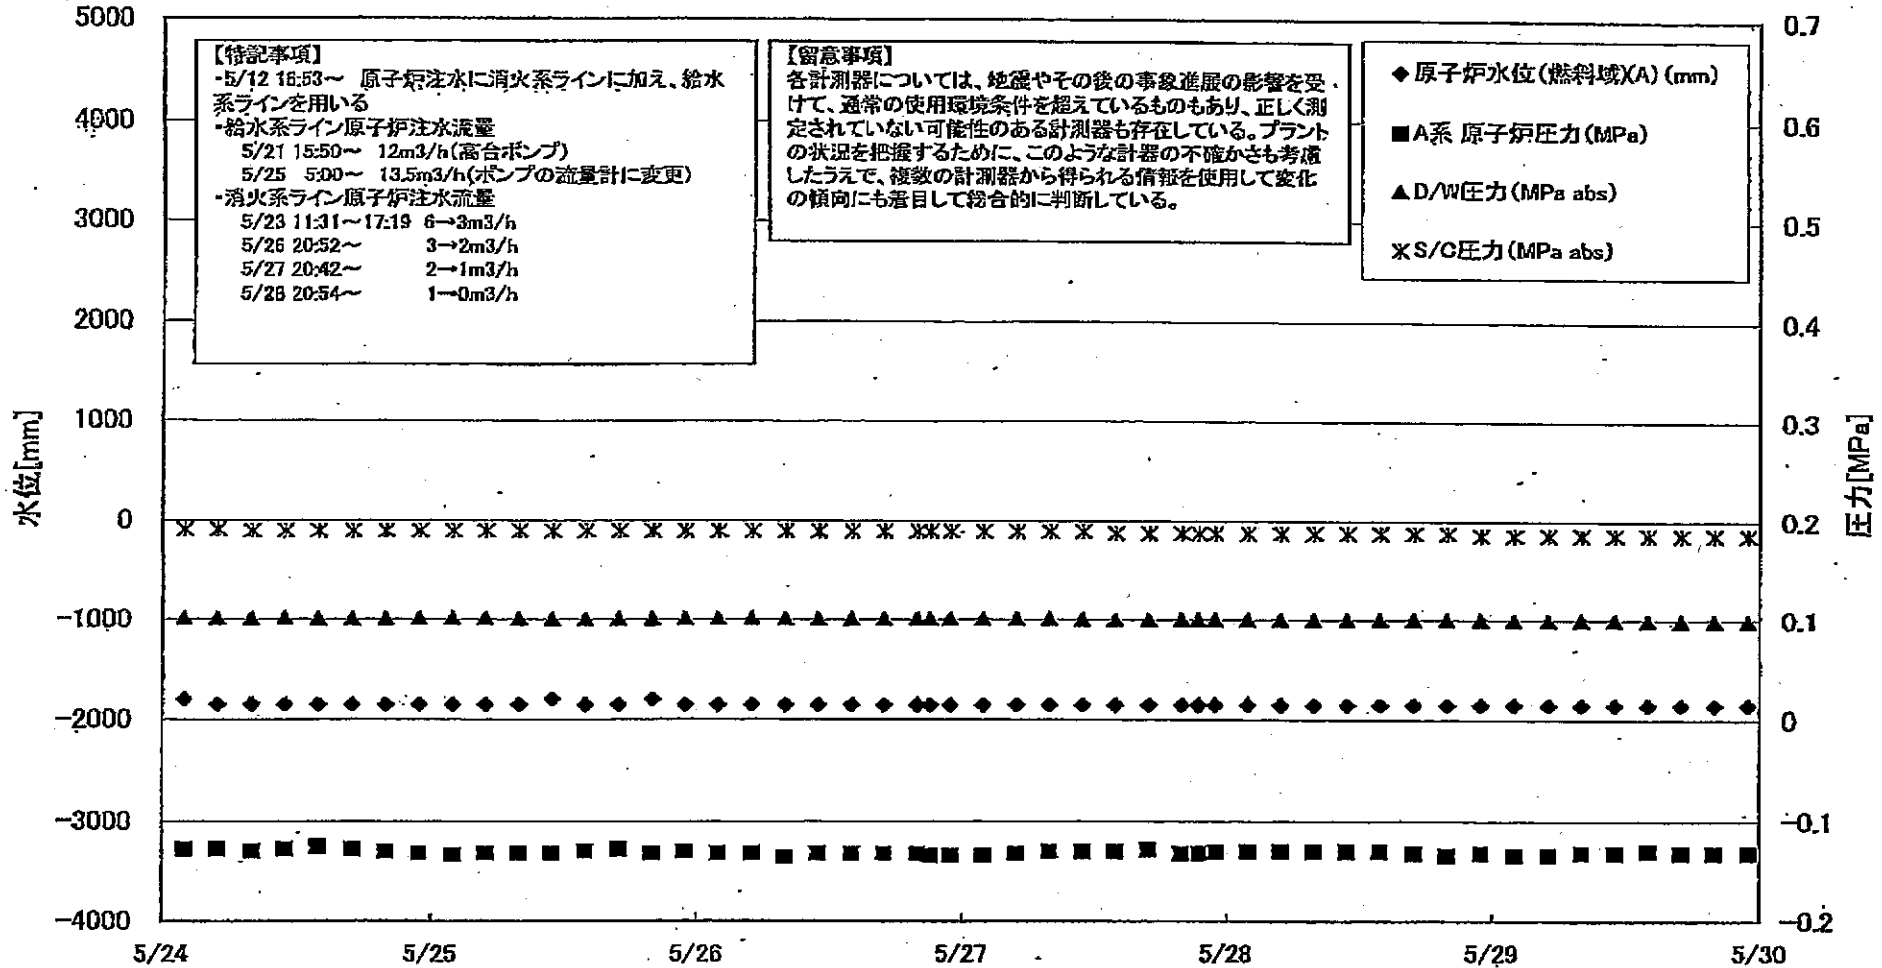 5000
4000
3000
2000
1000
0
-1000
-2000
-3000
-4000
水位[mm]
【特記事項】
・5/12 16:53～ 原子炉注水に消火系ラインに加え、給水
系ラインを用いる
・給水系ライン原子炉注水流量
5/21 15:50～ 12m3/h(高台ポンプ)
5/25 5:00～ 13.5m3/h(ポンプの流量計に変更)
・消火系ライン原子炉注水流量
5/23 11:31～17:19 6→3m3/h
5/26 20:52～ 3→2m3/h
5/27 20:42～ 2→1m3/h
5/28 20:54～ 1→0m3/h
【留意事項】
各計測器については、地震やその後の事象進展の影響を受
けて、通常の使用環境条件を超えているものもあり、正しく測
定されていない可能性のある計測器も存在している。プラント
の状況を把握するために、このような計器の不確かさも考慮
したうえで、複数の計測器から得られる情報を使用して変化
の傾向にも着目して総合的に判断している。
◆原子炉水位(燃料域)(A)(mm)
■A系 原子炉圧力(MPa)
▲D/W圧力(MPa abs)
S/C圧力(MPa abs)
0.7
0.6
0.5
0.4
0.3
0.2
0.1
0
-0.1
-0.2
圧力[MPa]
5/24 5/25 5/26 5/27 5/28 5/29 5/30